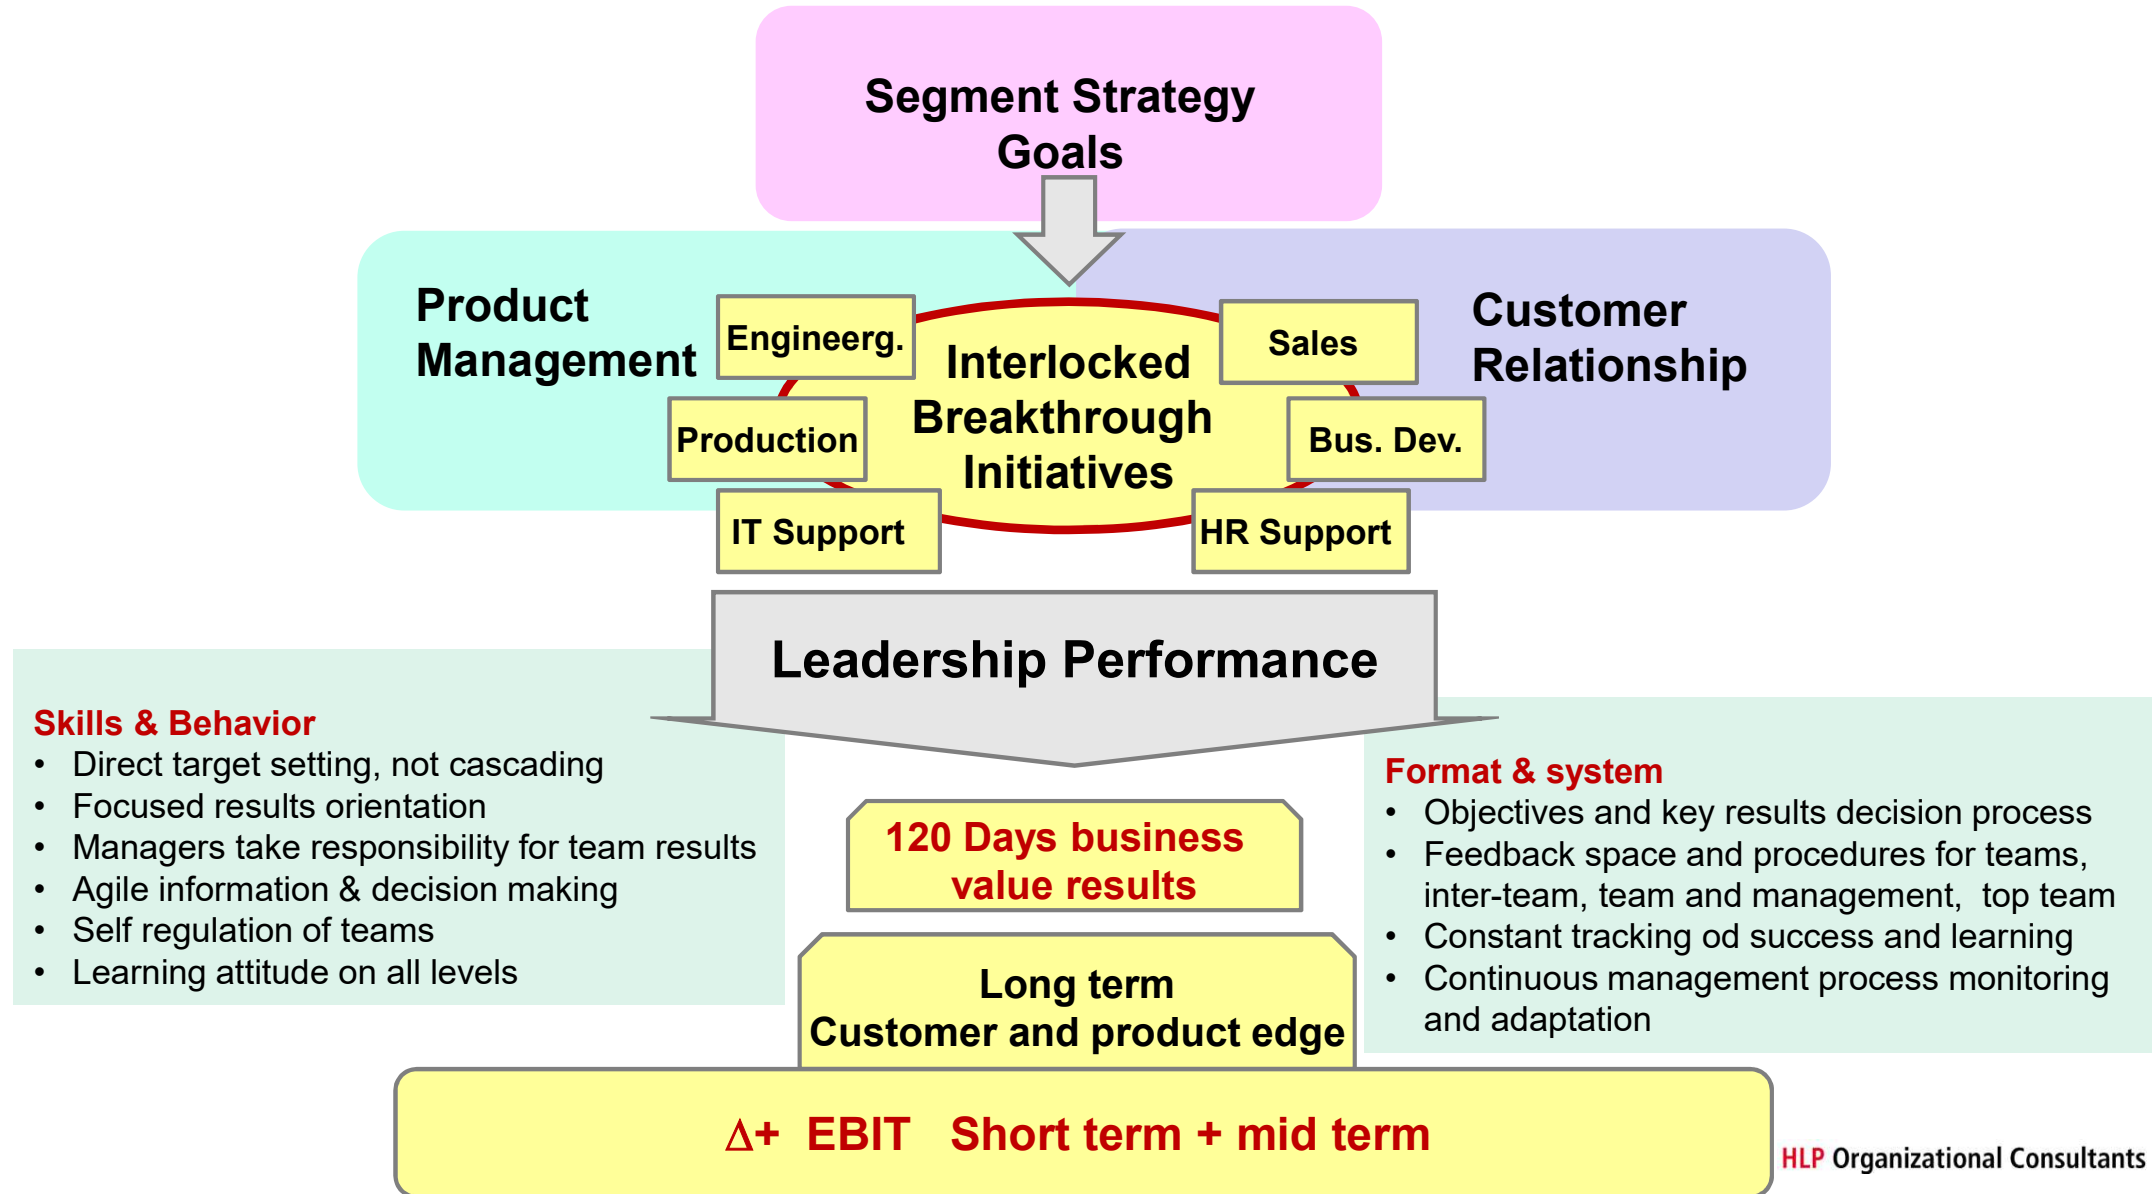 Segment Strategy
Goals
Product
Management
Engineerg.
Production
IT Support
Interlocked
Breakthrough
Initiatives
Sales
Bus. Dev.
HR Support
Customer
Relationship
Leadership Performance
Skills & Behavior
• Direct target setting, not cascading
• Focused results orientation
• Managers take responsibility for team results
• Agile information & decision making
• Self regulation of teams
• Learning attitude on all levels
Format & system
• Objectives and key results decision process
• Feedback space and procedures for teams,
inter-team, team and management, top team
• Constant tracking od success and learning
• Continuous management process monitoring
and adaptation
120 Days business
value results
Long term
Customer and product edge
Δ+ EBIT Short term + mid term
HLP Organizational Consultants